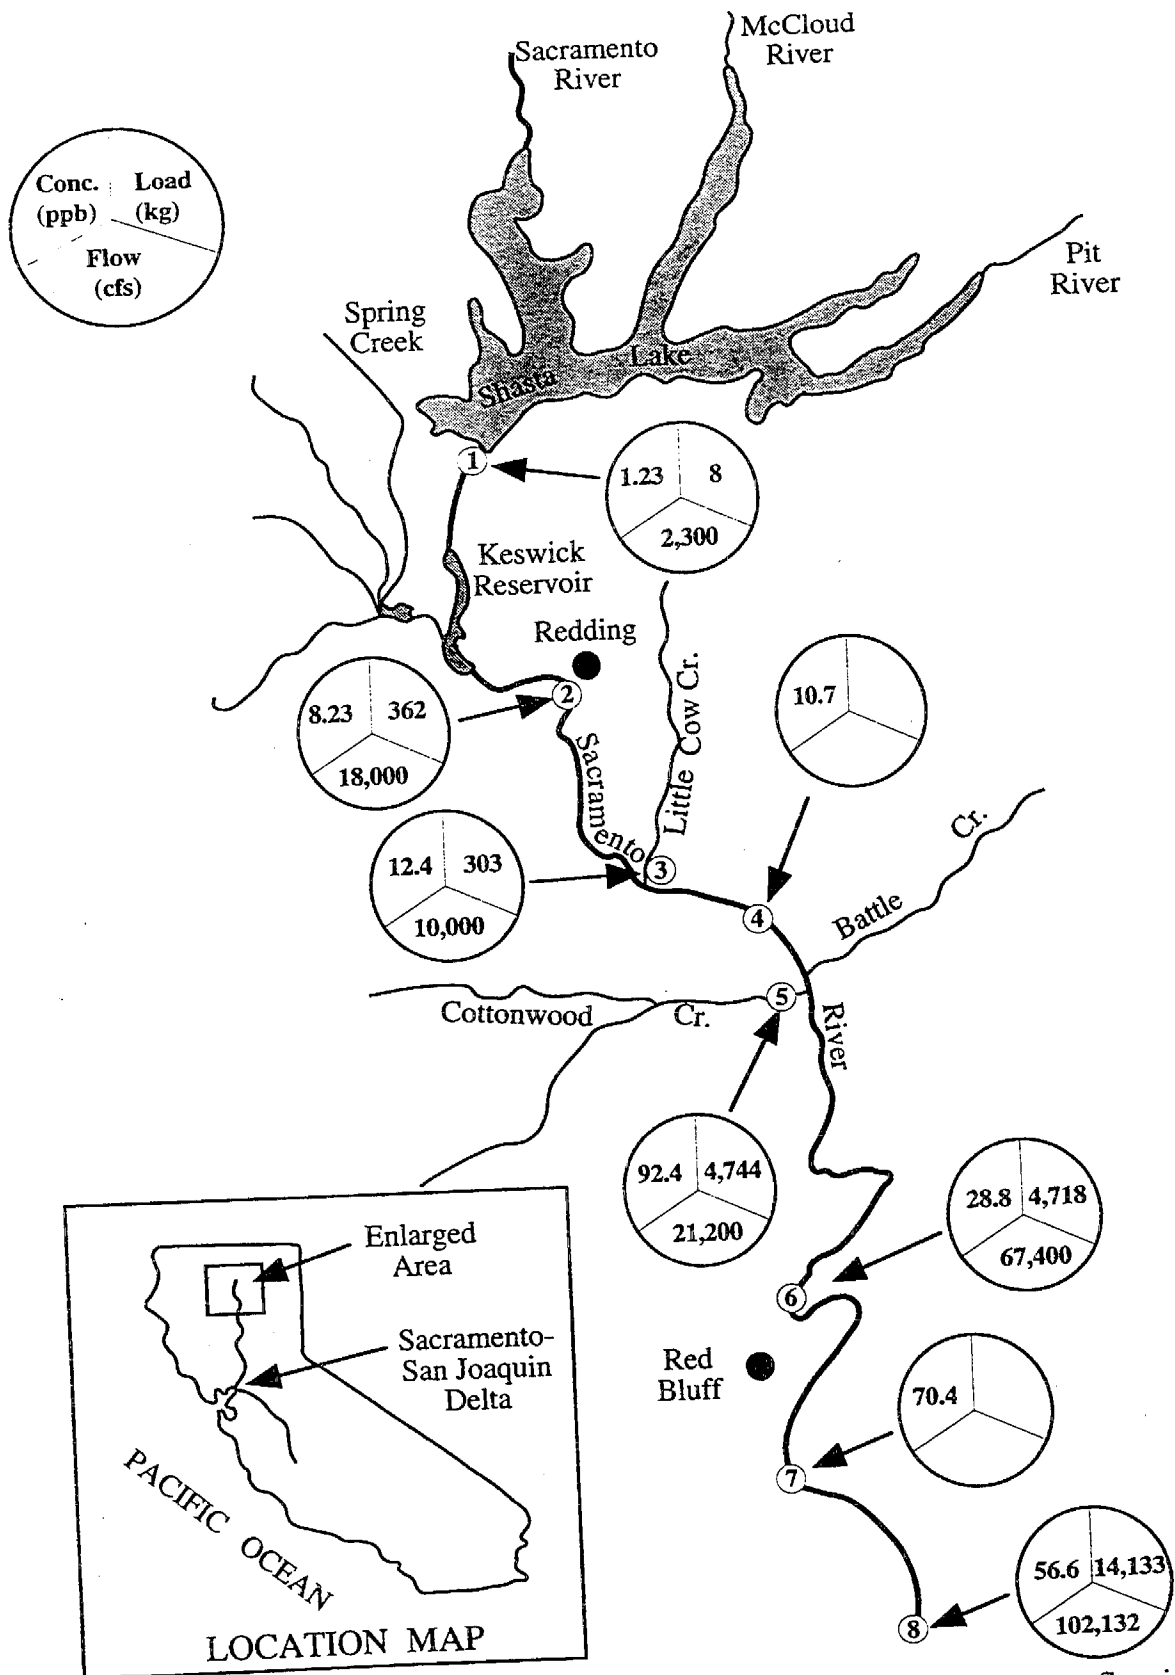 Sacramento
River
McCloud
River
Conc.
(ppb)
Load
(kg)
Flow
(cfs)
Pit
River
Spring
Creek
Shasta
Lake
1
1.23
8
2,300
Keswick
Reservoir
Redding
2
8.23
362
18,000
Sacramento
Little Cow Cr.
10.7
3
12.4
303
10,000
4
Battle
Cr.
5
Cottonwood
Cr.
River
92.4
4,744
21,200
28.8
4,718
67,400
6
Red
Bluff
70.4
7
56.6
14,133
102,132
8
Enlarged
Area
Sacramento-
San Joaquin
Delta
PACIFIC OCEAN
LOCATION MAP